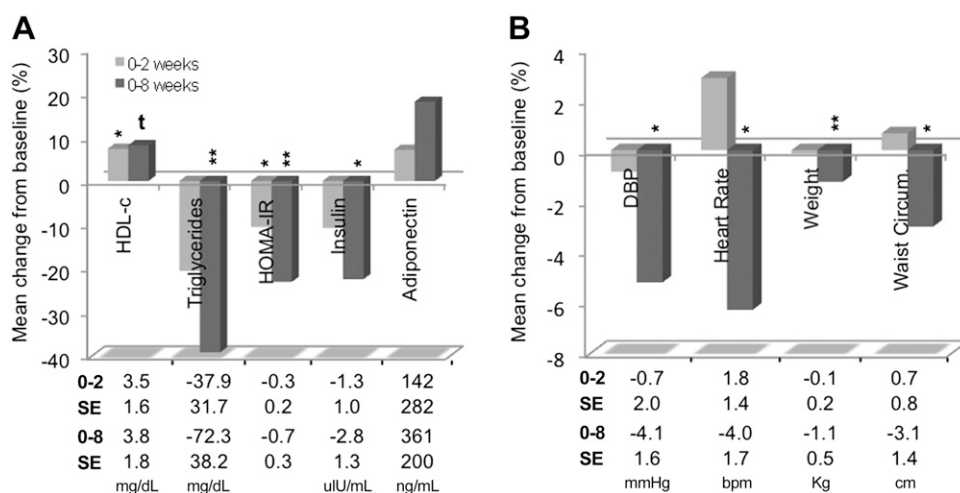 A
Mean change from baseline (%)
30
20
10
0
-10
-20
-30
-40
0-2 weeks
0-8 weeks
* t ** * ** *
HDL-c
Triglycerides
HOMA-IR
Insulin
Adiponectin
0-2 3.5 -37.9 -0.3 -1.3 142
SE 1.6 31.7 0.2 1.0 282
0-8 3.8 -72.3 -0.7 -2.8 361
SE 1.8 38.2 0.3 1.3 200
mg/dL mg/dL uIU/mL ng/mL
B
Mean change from baseline (%)
4
2
0
-2
-4
-6
-8
* * ** *
DBP
Heart Rate
Weight
Waist Circum.
0-2 -0.7 1.8 -0.1 0.7
SE 2.0 1.4 0.2 0.8
0-8 -4.1 -4.0 -1.1 -3.1
SE 1.6 1.7 0.5 1.4
mmHg bpm Kg cm